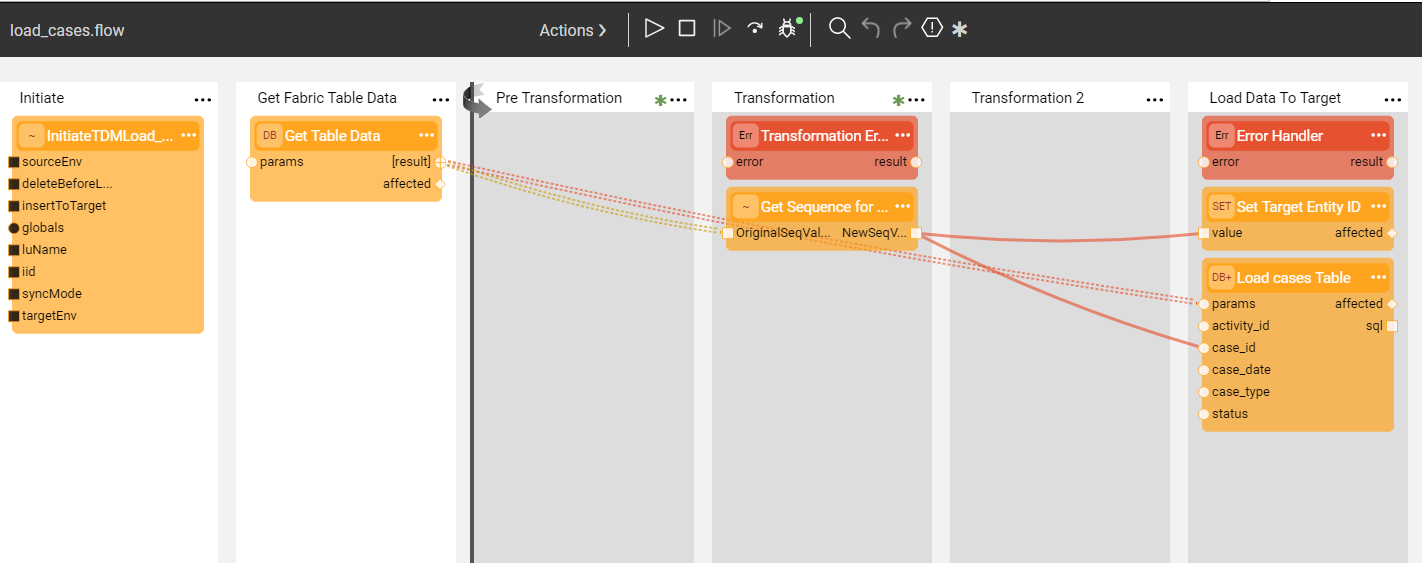 load_cases.flow
Actions
Initiate
InitiateTDMLoad_...
sourceEnv
deleteBeforeL...
insertToTarget
globals
luName
iid
syncMode
targetEnv
Get Fabric Table Data
DB Get Table Data
params [result]
affected
Pre Transformation
Transformation
Err Transformation Er...
error result
~ Get Sequence for ...
OriginalSeqVal... NewSeqV...
Transformation 2
Load Data To Target
Err Error Handler
error result
SET Set Target Entity ID
value affected
DB+ Load cases Table
params affected
activity_id sql
case_id
case_date
case_type
status